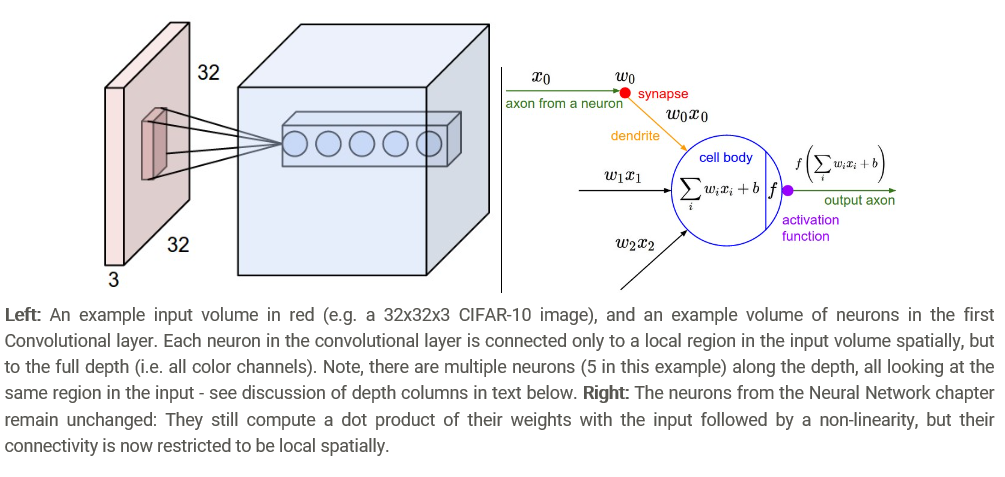 32
32
3
x₀
w₀
axon from a neuron
synapse
w₀x₀
dendrite
cell body
w₁x₁
∑ᵢ wᵢxᵢ + b
f
f(∑ᵢ wᵢxᵢ + b)
output axon
activation
function
w₂x₂
Left: An example input volume in red (e.g. a 32x32x3 CIFAR-10 image), and an example volume of neurons in the first
Convolutional layer. Each neuron in the convolutional layer is connected only to a local region in the input volume spatially, but
to the full depth (i.e. all color channels). Note, there are multiple neurons (5 in this example) along the depth, all looking at the
same region in the input - see discussion of depth columns in text below. Right: The neurons from the Neural Network chapter
remain unchanged: They still compute a dot product of their weights with the input followed by a non-linearity, but their
connectivity is now restricted to be local spatially.